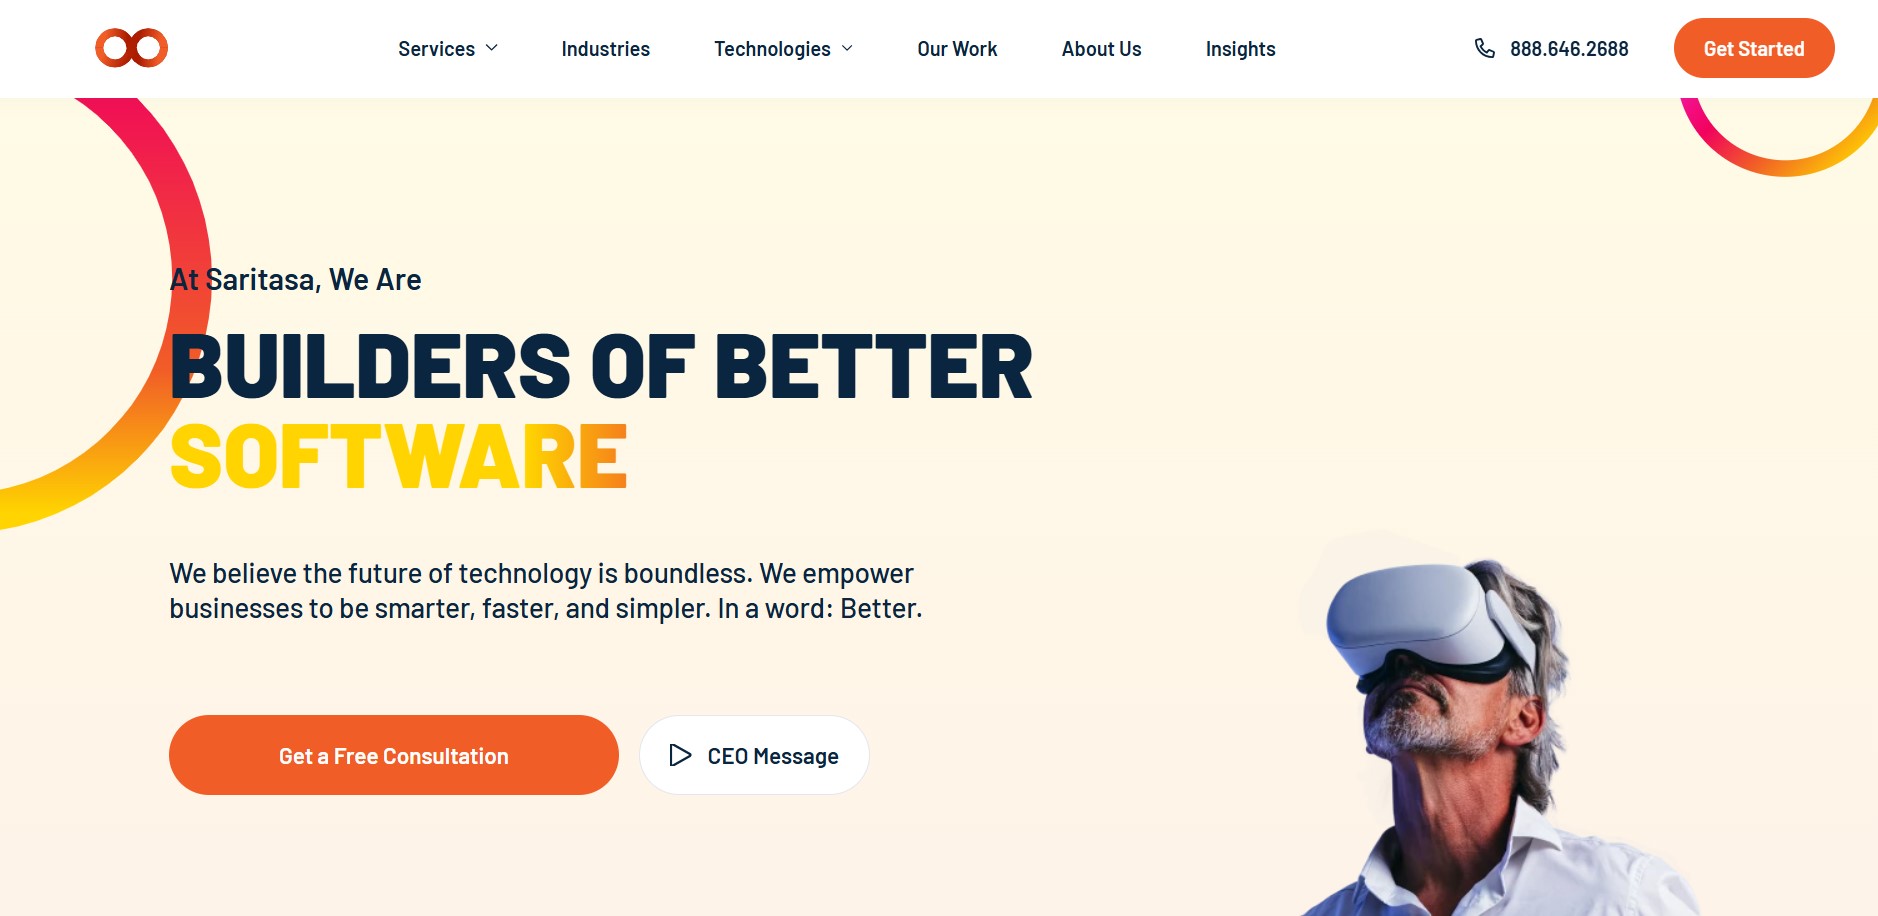 Services
Industries
Technologies
Our Work
About Us
Insights
888.646.2688
Get Started
At Saritasa, We Are
BUILDERS OF BETTER
SOFTWARE
We believe the future of technology is boundless. We empower
businesses to be smarter, faster, and simpler. In a word: Better.
Get a Free Consultation
CEO Message